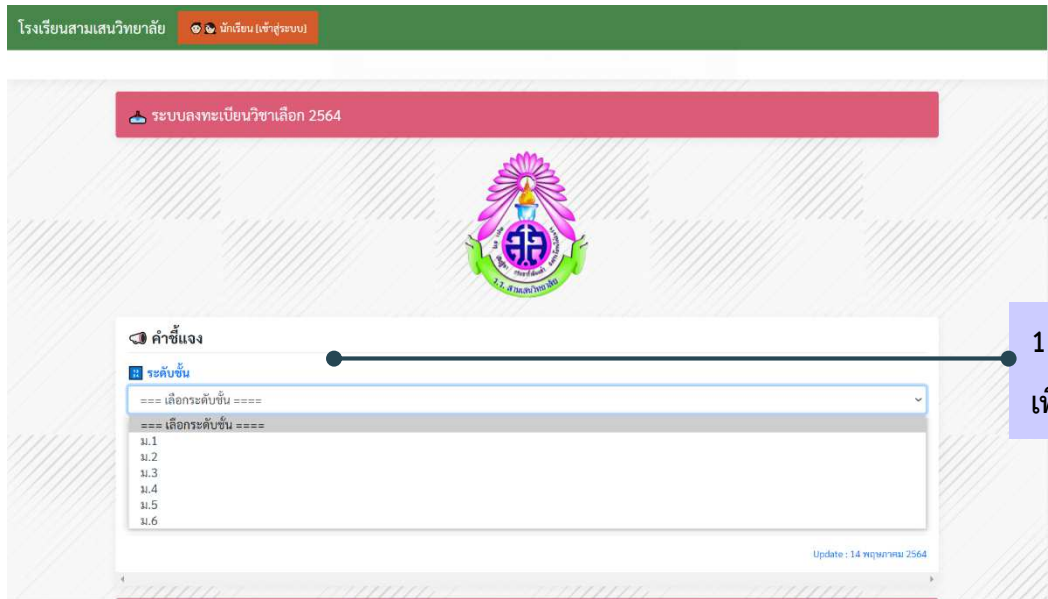 โรงเรียนสามเสนวิทยาลัย
นักเรียน [เข้าสู่ระบบ]
ระบบลงทะเบียนวิชาเลือก 2564
คำชี้แจง
ระดับชั้น
=== เลือกระดับชั้น ====
=== เลือกระดับชั้น ====
ม.1
ม.2
ม.3
ม.4
ม.5
ม.6
Update : 14 พฤษภาคม 2564
1